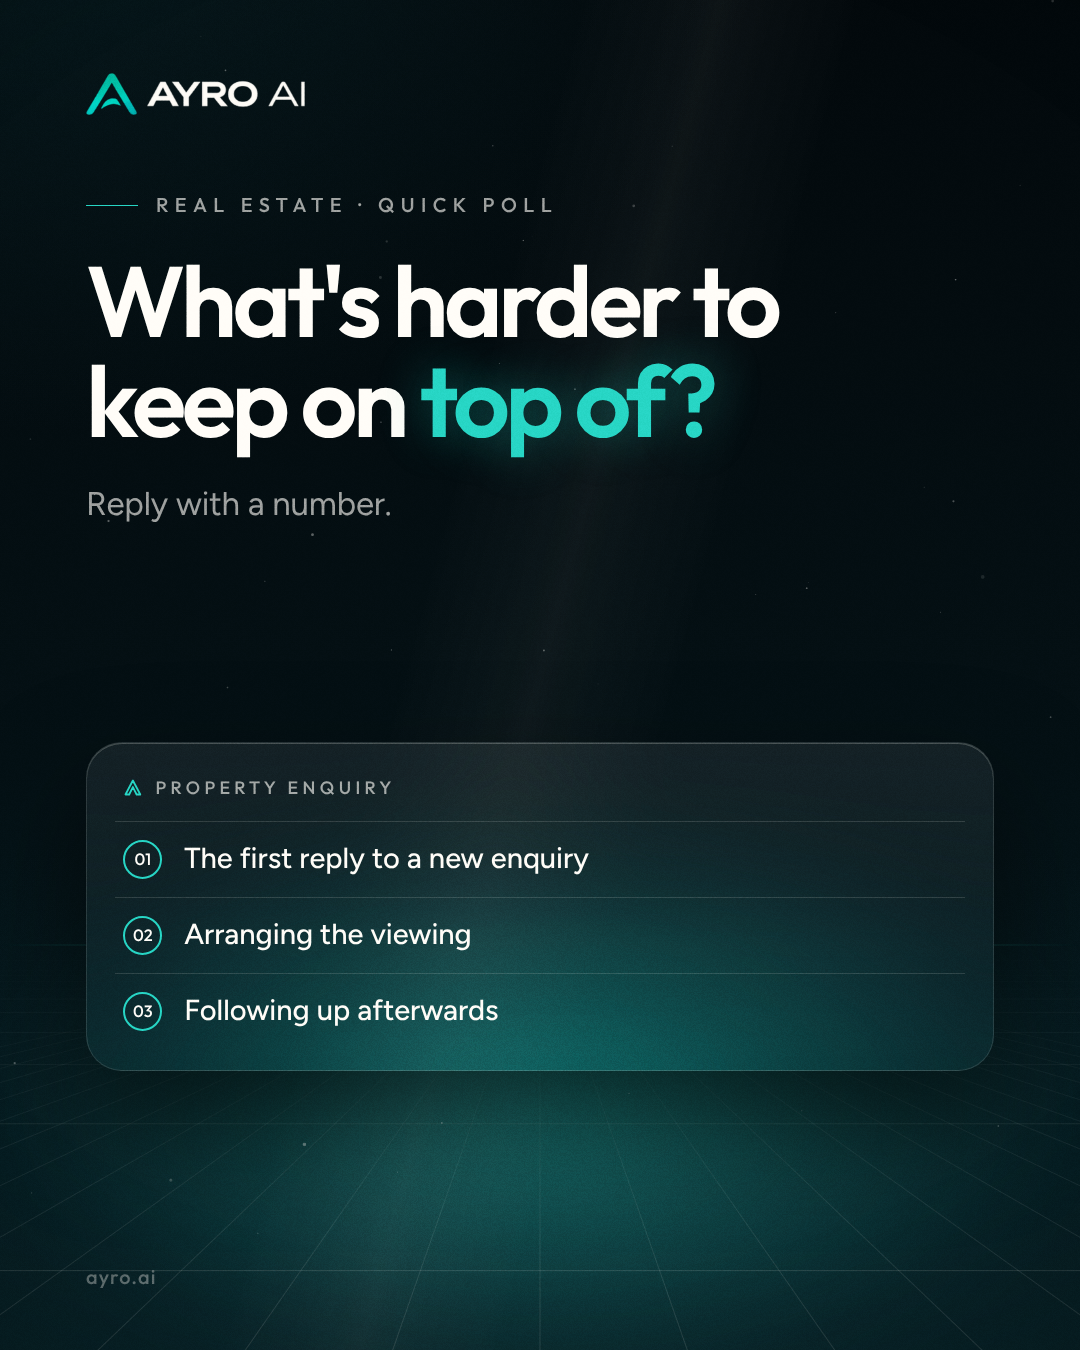 AYRO AI
REAL ESTATE · QUICK POLL
What's harder to
keep on top of?
Reply with a number.
PROPERTY ENQUIRY
01 The first reply to a new enquiry
02 Arranging the viewing
03 Following up afterwards
ayro.ai